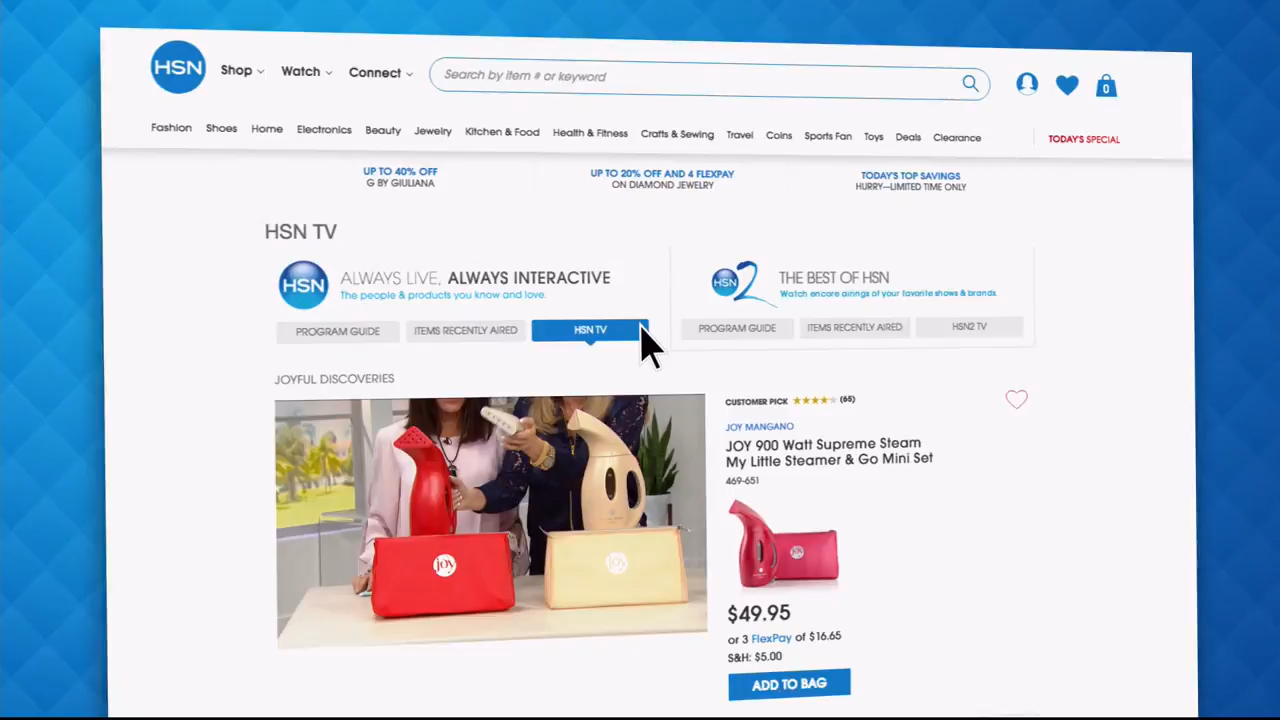 HSN
Shop
Watch
Connect
Search by item # or keyword
0
Fashion
Shoes
Home
Electronics
Beauty
Jewelry
Kitchen & Food
Health & Fitness
Crafts & Sewing
Travel
Coins
Sports Fan
Toys
Deals
Clearance
TODAY'S SPECIAL
UP TO 40% OFF
G BY GIULIANA
UP TO 20% OFF AND 4 FLEXPAY
ON DIAMOND JEWELRY
TODAY'S TOP SAVINGS
HURRY—LIMITED TIME ONLY
HSN TV
HSN
ALWAYS LIVE, ALWAYS INTERACTIVE
The people & products you know and love.
PROGRAM GUIDE
ITEMS RECENTLY AIRED
HSN TV
HSN 2
THE BEST OF HSN
Watch encore airings of your favorite shows & brands.
PROGRAM GUIDE
ITEMS RECENTLY AIRED
HSN2 TV
JOYFUL DISCOVERIES
joy
joy
CUSTOMER PICK
(65)
JOY MANGANO
JOY 900 Watt Supreme Steam
My Little Steamer & Go Mini Set
469-651
joy
$49.95
or 3 FlexPay of $16.65
S&H: $5.00
ADD TO BAG